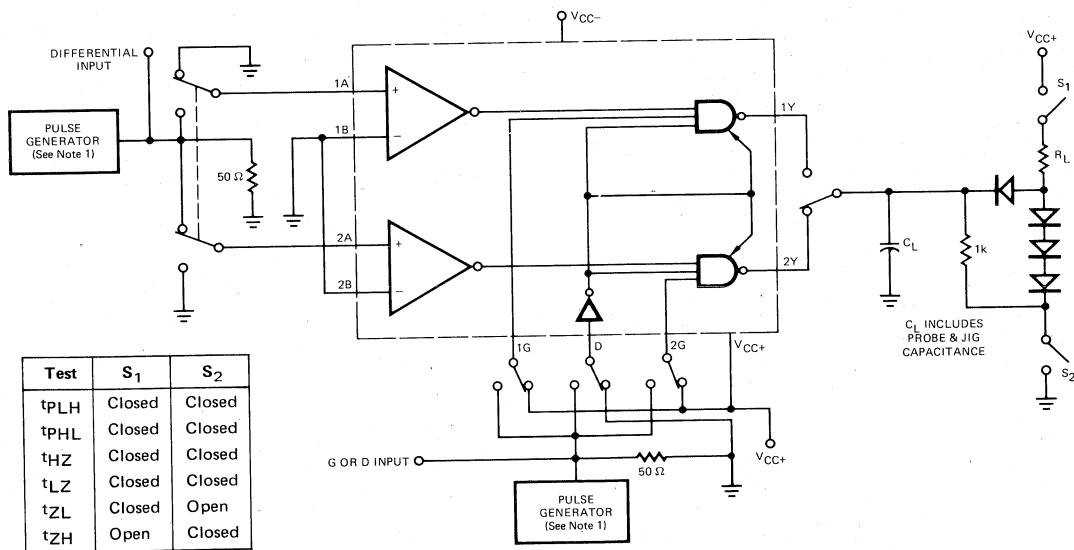 VCC−
DIFFERENTIAL
INPUT
PULSE
GENERATOR
(See Note 1)
50 Ω
1A
+
1B
−
2A
+
2B
−
1Y
2Y
VCC+
S1
RL
CL
1k
CL INCLUDES
PROBE & JIG
CAPACITANCE
S2
1G
D
2G
VCC+
VCC+
G OR D INPUT
50 Ω
PULSE
GENERATOR
(See Note 1)
Test S1 S2
tPLH Closed Closed
tPHL Closed Closed
tHZ Closed Closed
tLZ Closed Closed
tZL Closed Open
tZH Open Closed